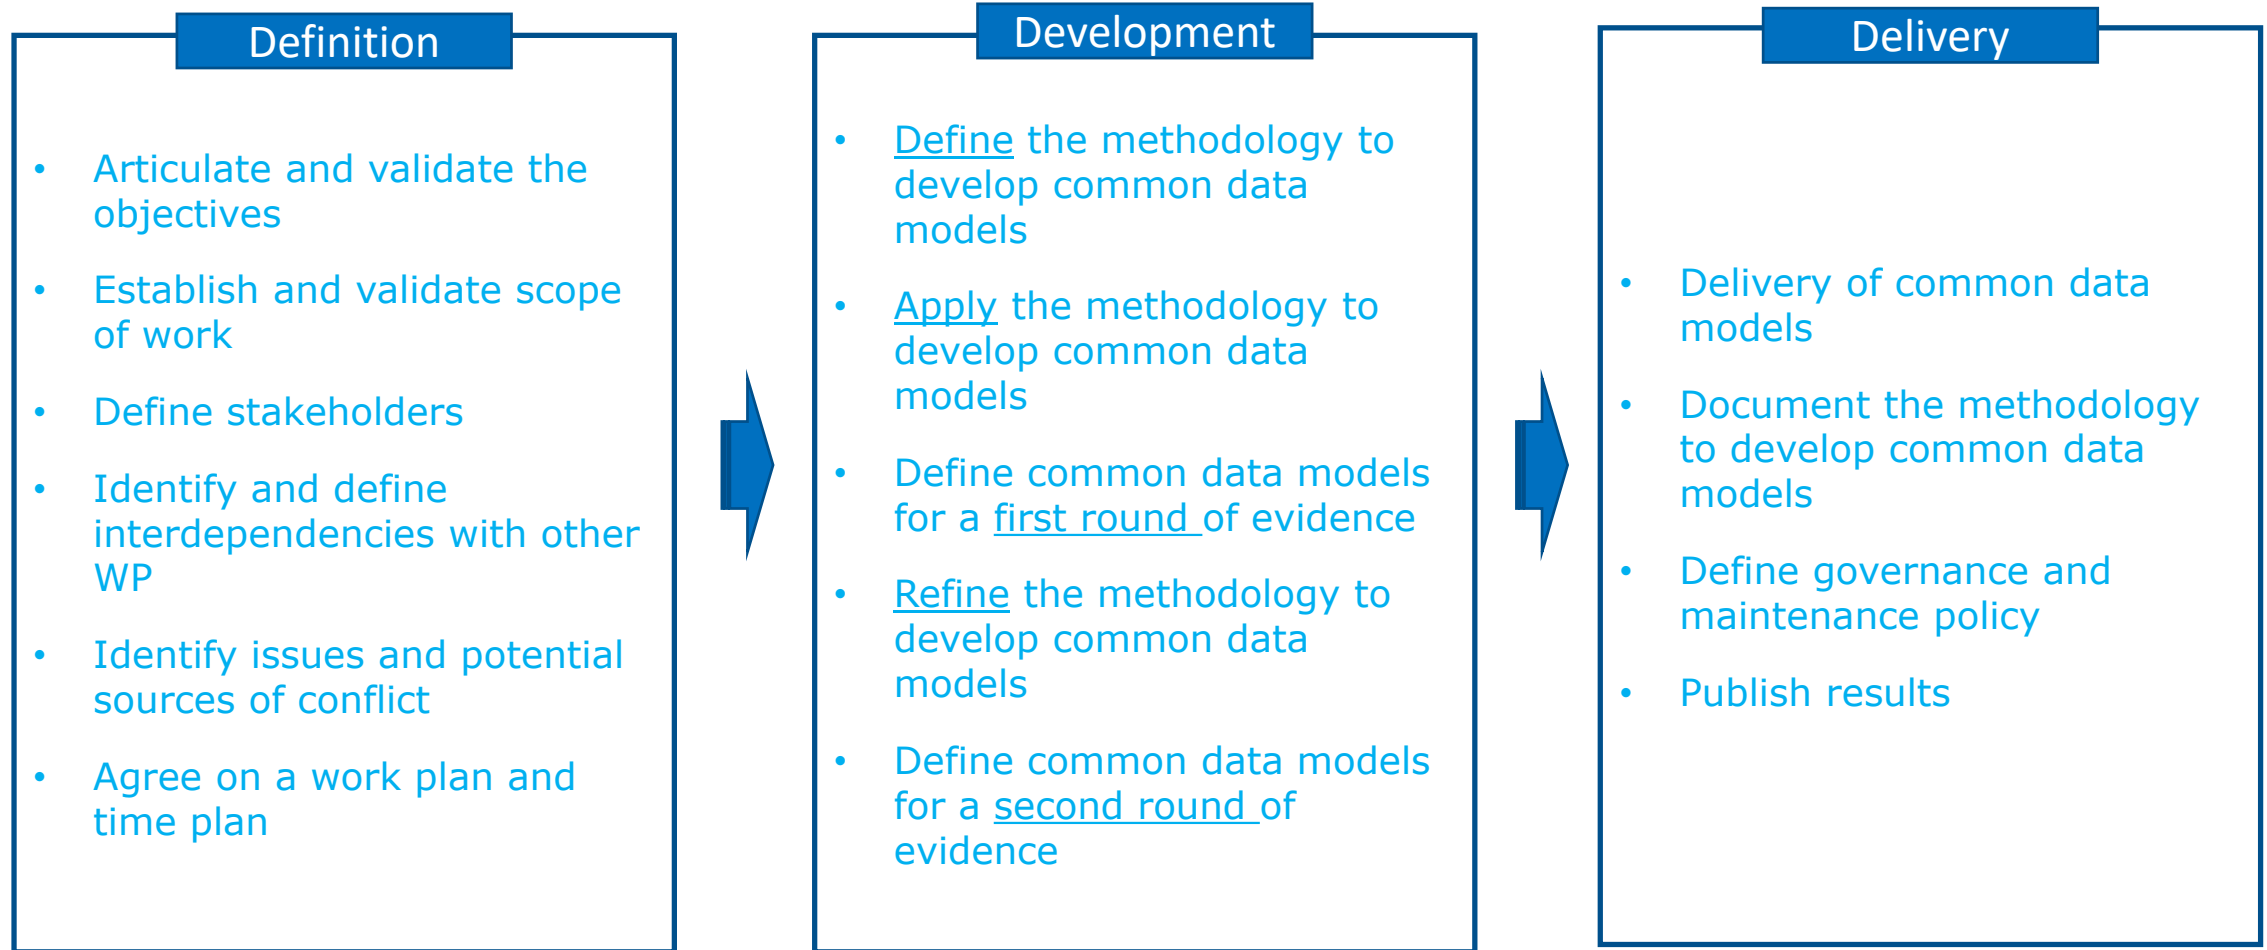 Definition
• Articulate and validate the
objectives
• Establish and validate scope
of work
• Define stakeholders
• Identify and define
interdependencies with other
WP
• Identify issues and potential
sources of conflict
• Agree on a work plan and
time plan
Development
• Define the methodology to
develop common data
models
• Apply the methodology to
develop common data
models
• Define common data models
for a first round of evidence
• Refine the methodology to
develop common data
models
• Define common data models
for a second round of
evidence
Delivery
• Delivery of common data
models
• Document the methodology
to develop common data
models
• Define governance and
maintenance policy
• Publish results